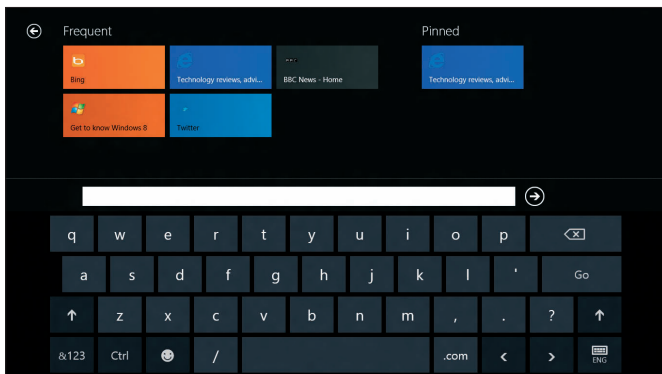 Frequent
Pinned
Bing
Technology reviews, advi...
BBC News - Home
Technology reviews, advi...
Get to know Windows 8
Twitter
q w e r t y u i o p
a s d f g h j k l ' Go
z x c v b n m , . ?
&123 Ctrl / .com < > ENG